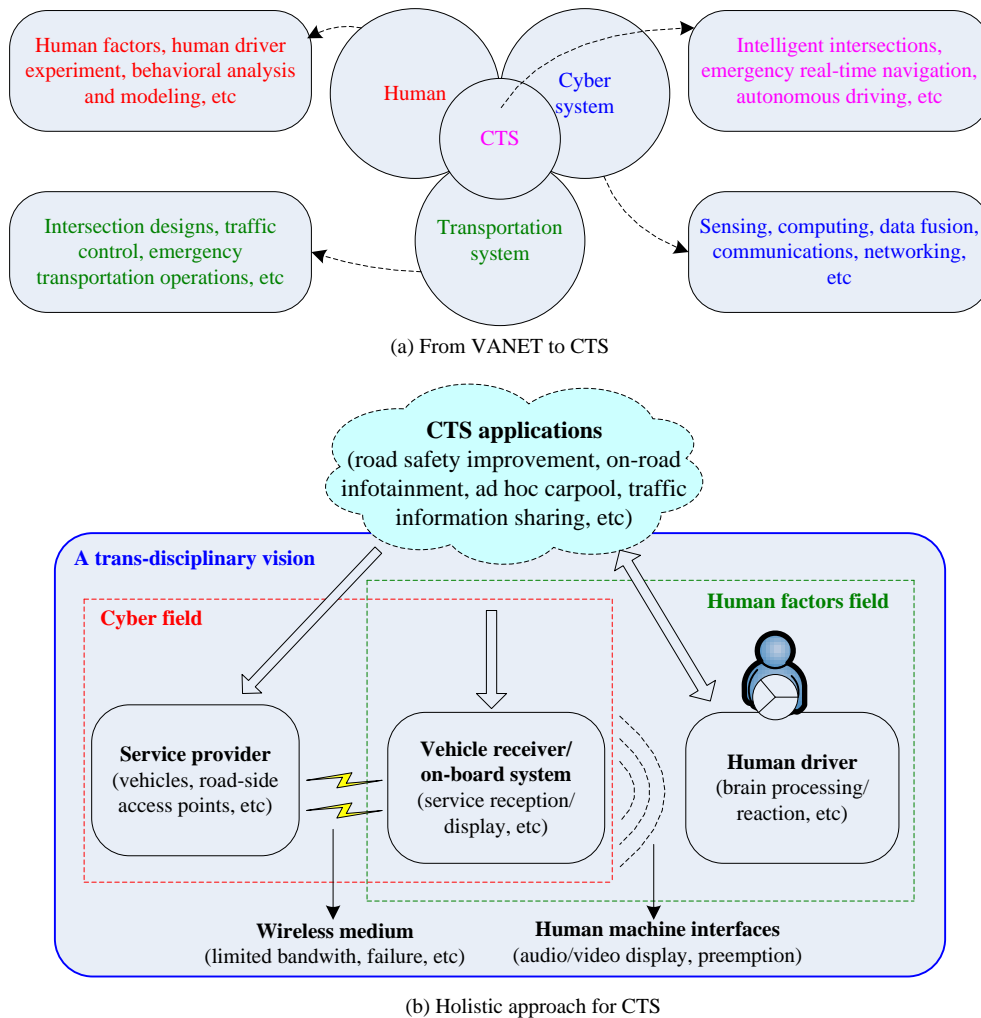 Human factors, human driver
experiment, behavioral analysis
and modeling, etc
Human
Cyber
system
CTS
Intelligent intersections,
emergency real-time navigation,
autonomous driving, etc
Intersection designs, traffic
control, emergency
transportation operations, etc
Transportation
system
Sensing, computing, data fusion,
communications, networking,
etc
(a) From VANET to CTS
CTS applications
(road safety improvement, on-road
infotainment, ad hoc carpool, traffic
information sharing, etc)
A trans-disciplinary vision
Cyber field
Human factors field
Service provider
(vehicles, road-side
access points, etc)
Vehicle receiver/
on-board system
(service reception/
display, etc)
Human driver
(brain processing/
reaction, etc)
Wireless medium
(limited bandwith, failure, etc)
Human machine interfaces
(audio/video display, preemption)
(b) Holistic approach for CTS